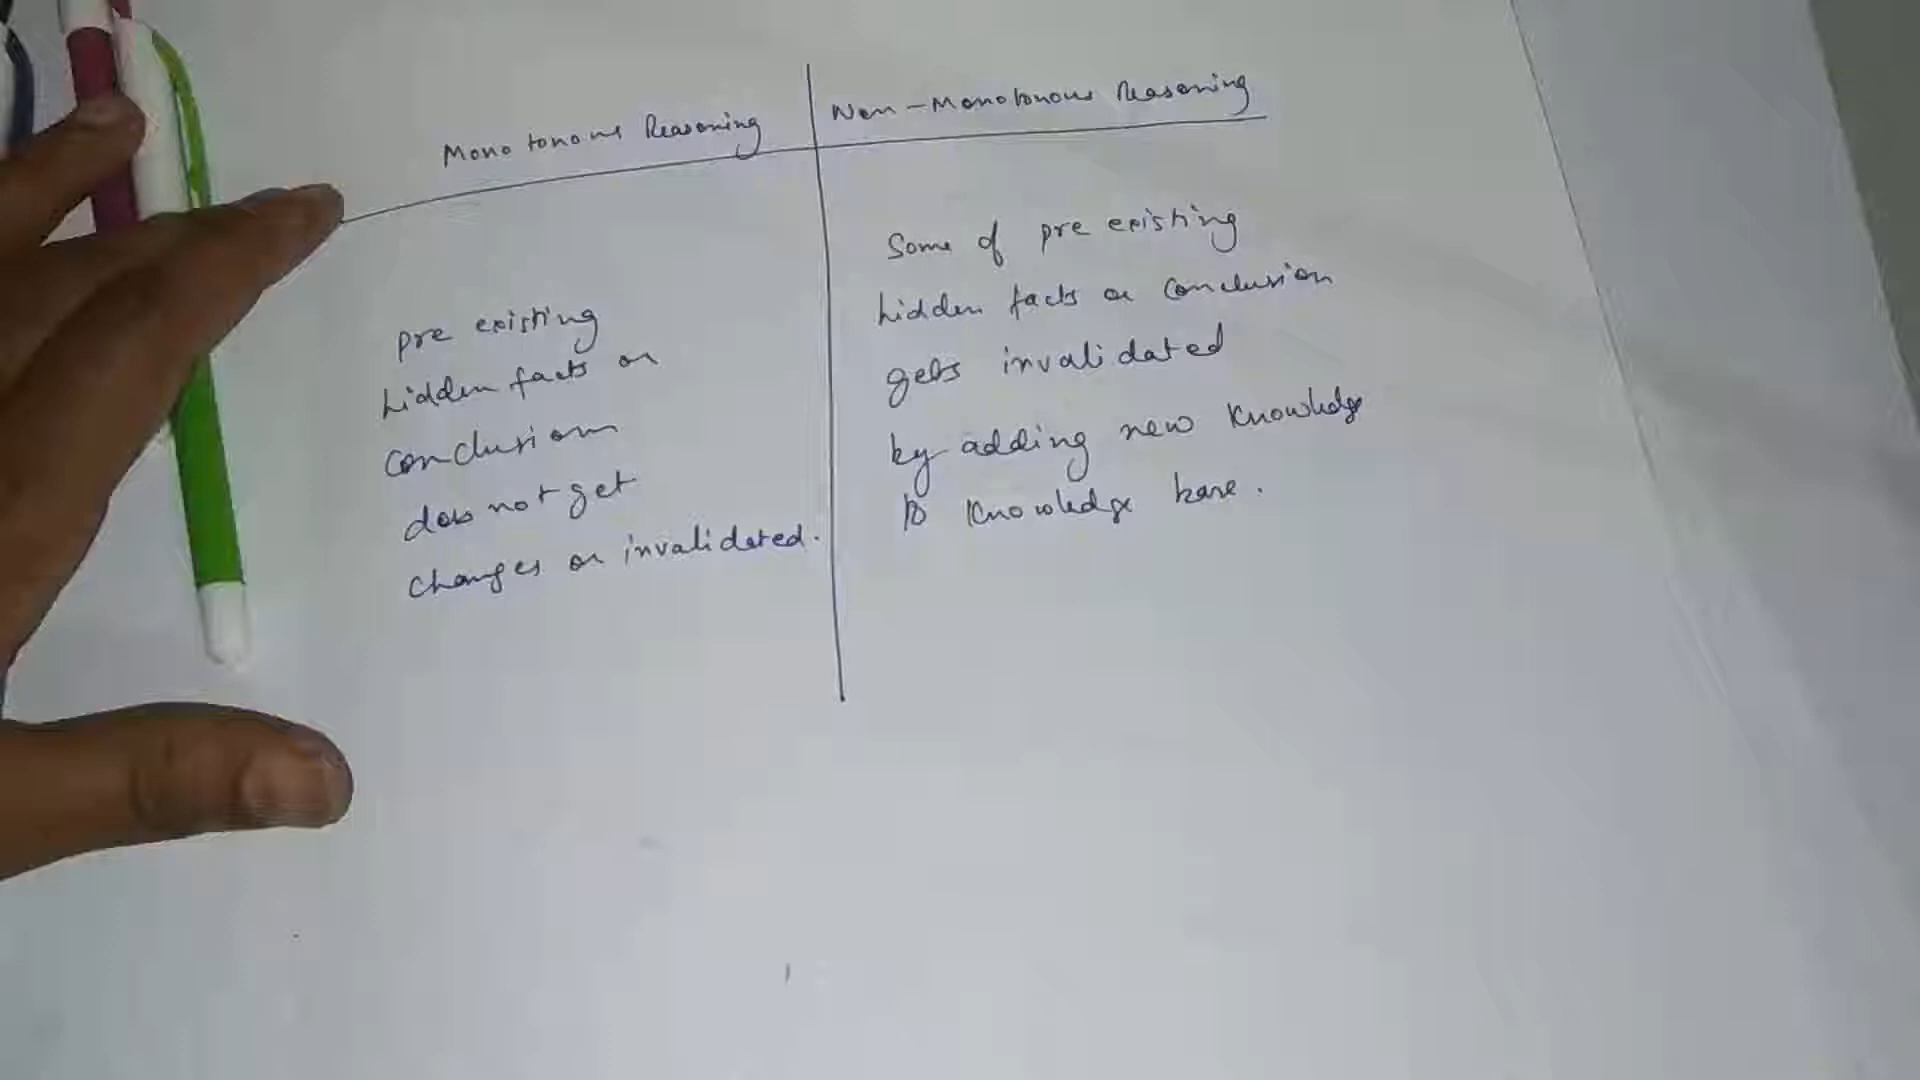 Monotonous Reasoning
pre existing
hidden facts or
conclusion
does not get
changes or invalidated.
Non-Monotonous Reasoning
Some of pre existing
hidden facts or conclusion
gets invalidated
by adding new knowledge
to knowledge base.